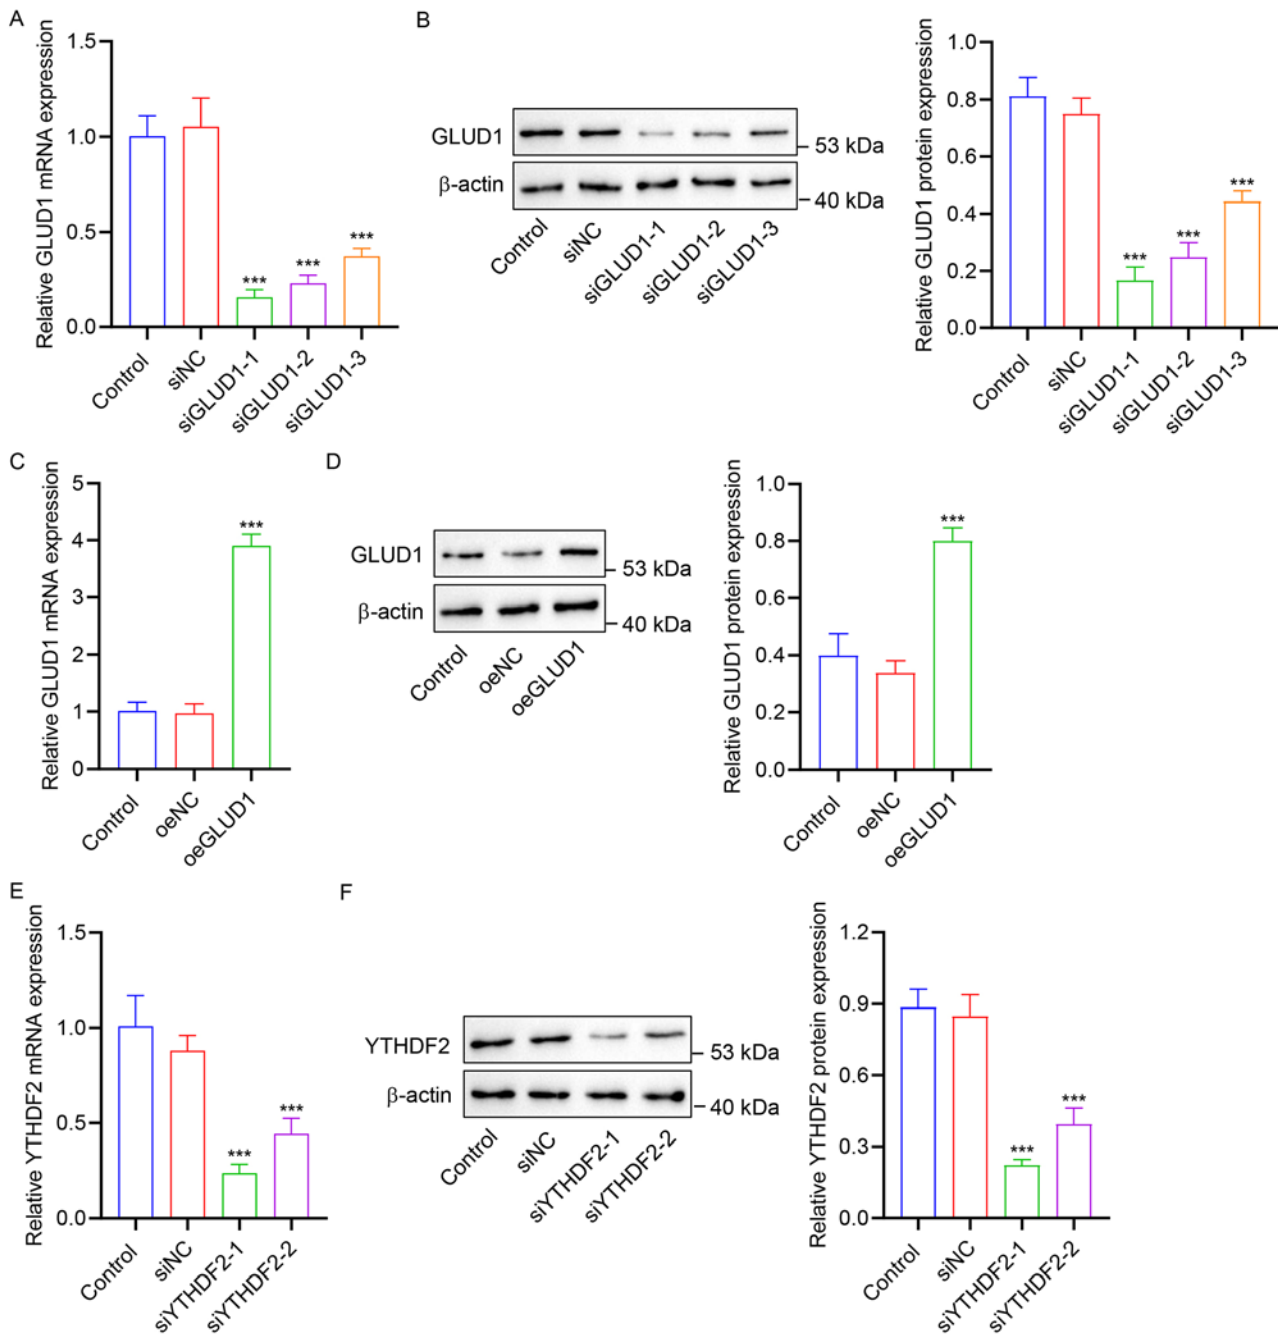 A
Relative GLUD1 mRNA expression
1.5
1.0
0.5
0.0
***
***
***
Control
siNC
siGLUD1-1
siGLUD1-2
siGLUD1-3
B
GLUD1
53 kDa
β-actin
40 kDa
Control
siNC
siGLUD1-1
siGLUD1-2
siGLUD1-3
Relative GLUD1 protein expression
1.0
0.8
0.6
0.4
0.2
0.0
***
***
***
Control
siNC
siGLUD1-1
siGLUD1-2
siGLUD1-3
C
Relative GLUD1 mRNA expression
5
4
3
2
1
0
***
Control
oeNC
oeGLUD1
D
GLUD1
53 kDa
β-actin
40 kDa
Control
oeNC
oeGLUD1
Relative GLUD1 protein expression
1.0
0.8
0.6
0.4
0.2
0.0
***
Control
oeNC
oeGLUD1
E
Relative YTHDF2 mRNA expression
1.5
1.0
0.5
0.0
***
***
Control
siNC
siYTHDF2-1
siYTHDF2-2
F
YTHDF2
53 kDa
β-actin
40 kDa
Control
siNC
siYTHDF2-1
siYTHDF2-2
Relative YTHDF2 protein expression
1.2
0.9
0.6
0.3
0.0
***
***
Control
siNC
siYTHDF2-1
siYTHDF2-2